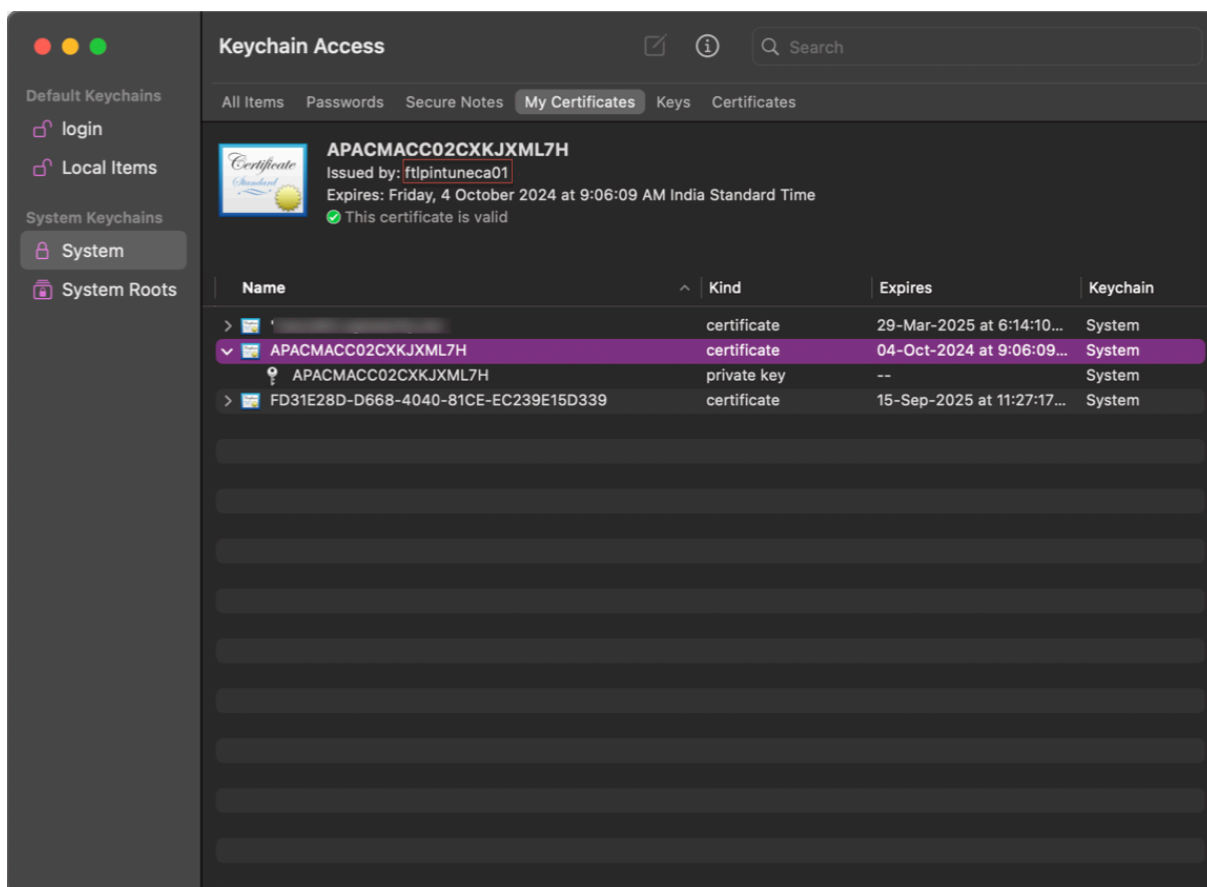 Keychain Access
Search
Default Keychains
login
Local Items
System Keychains
System
System Roots
All Items Passwords Secure Notes My Certificates Keys Certificates
Certificate
Standard
APACMACC02CXKJXML7H
Issued by: ftlpintuneca01
Expires: Friday, 4 October 2024 at 9:06:09 AM India Standard Time
This certificate is valid
Name Kind Expires Keychain
certificate 29-Mar-2025 at 6:14:10... System
APACMACC02CXKJXML7H certificate 04-Oct-2024 at 9:06:09... System
APACMACC02CXKJXML7H private key -- System
FD31E28D-D668-4040-81CE-EC239E15D339 certificate 15-Sep-2025 at 11:27:17... System